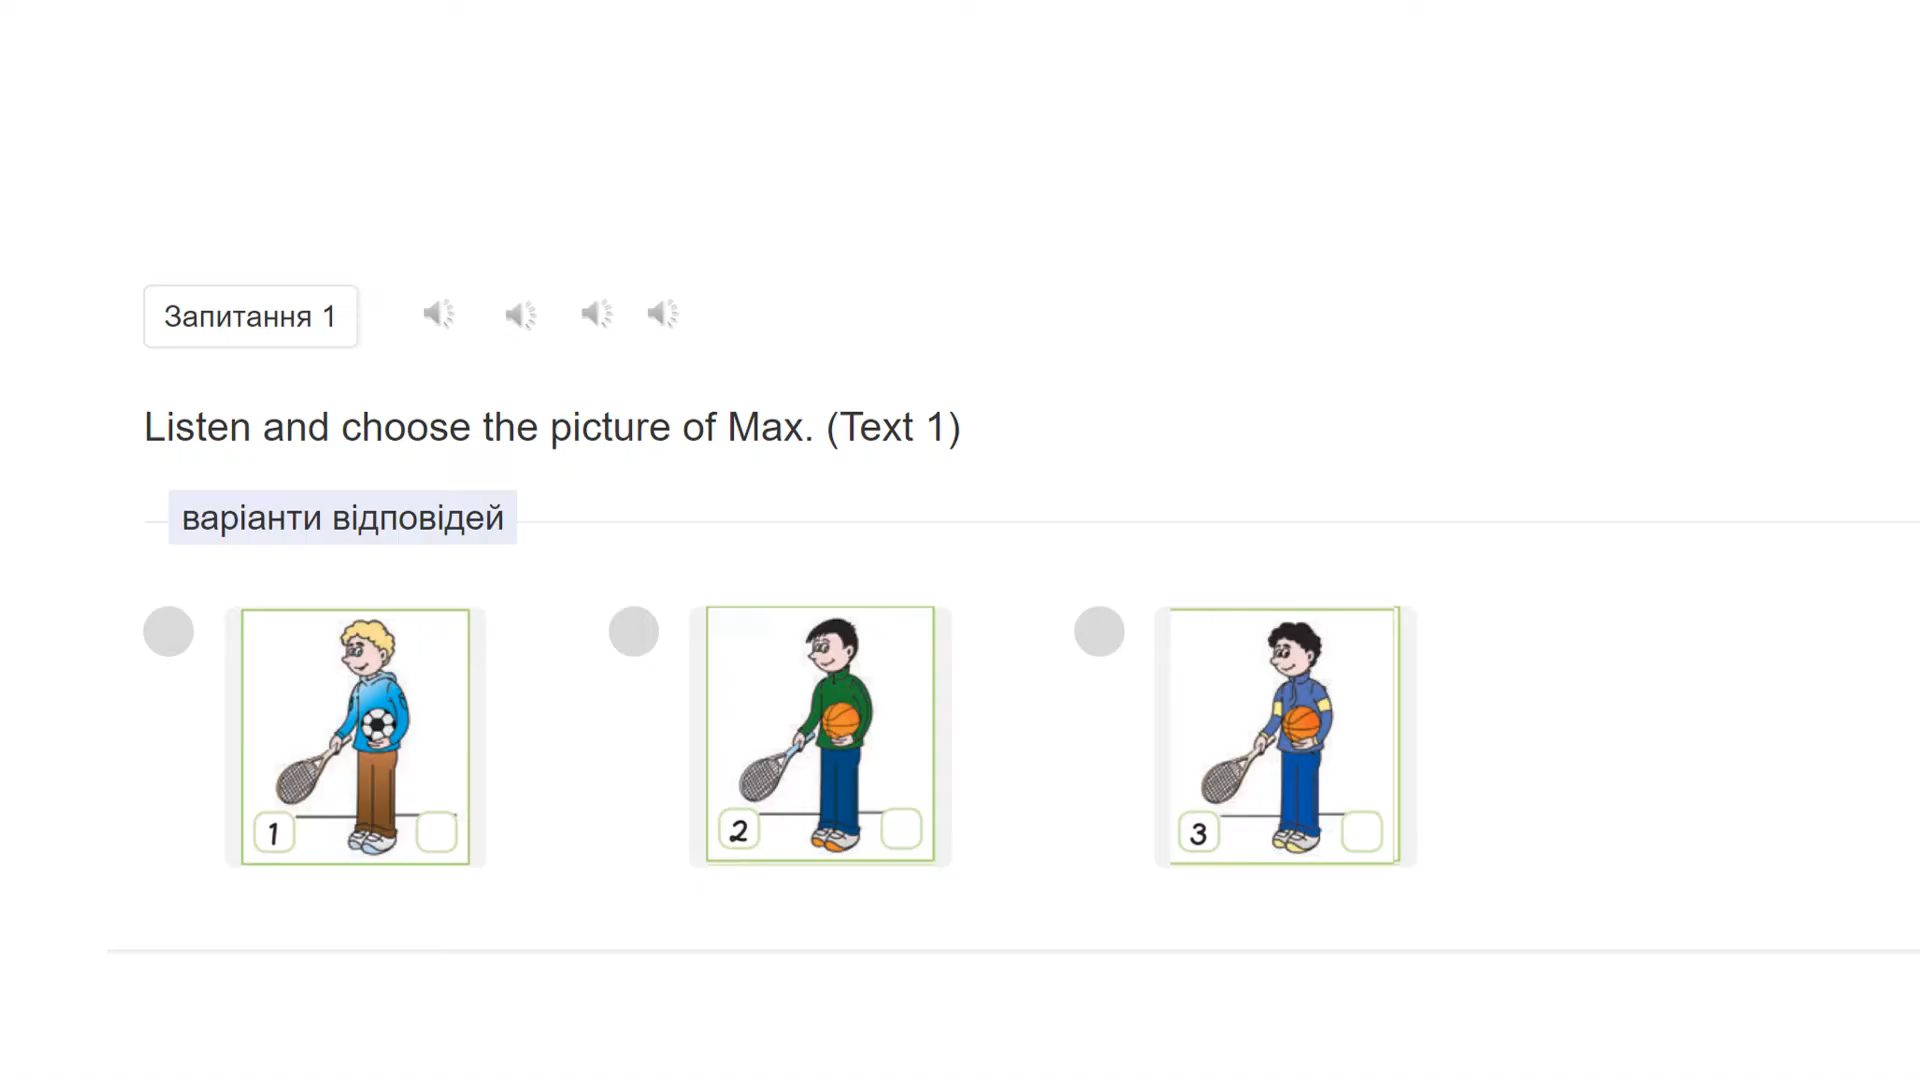 Запитання 1
Listen and choose the picture of Max. (Text 1)
варіанти відповідей
1
2
3